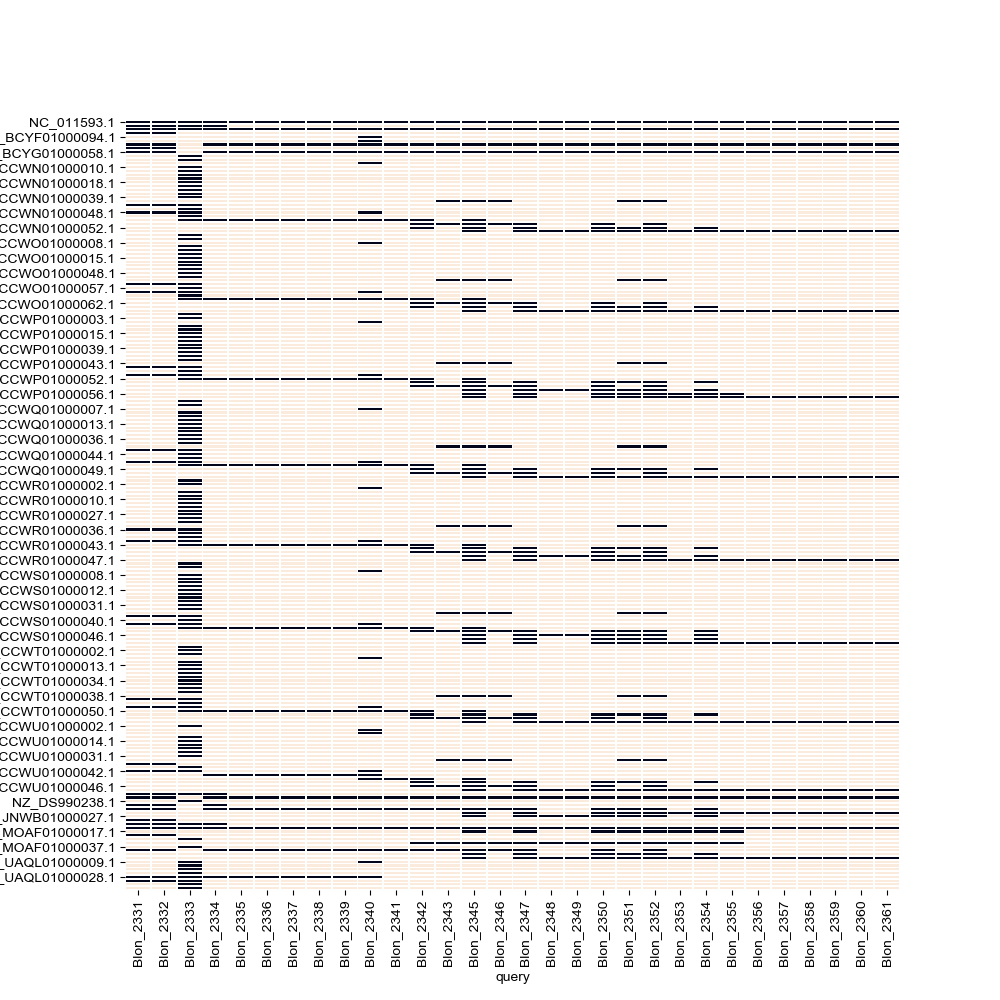 NC_011593.1
_BCYF01000094.1
_BCYG01000058.1
CCWN01000010.1
CCWN01000018.1
CCWN01000039.1
CCWN01000048.1
CCWN01000052.1
CCWO01000008.1
CCWO01000015.1
CCWO01000048.1
CCWO01000057.1
CCWO01000062.1
CCWP01000003.1
CCWP01000015.1
CCWP01000039.1
CCWP01000043.1
CCWP01000052.1
CCWP01000056.1
CCWQ01000007.1
CCWQ01000013.1
CCWQ01000036.1
CCWQ01000044.1
CCWQ01000049.1
CCWR01000002.1
CCWR01000010.1
CCWR01000027.1
CCWR01000036.1
CCWR01000043.1
CCWR01000047.1
CCWS01000008.1
CCWS01000012.1
CCWS01000031.1
CCWS01000040.1
CCWS01000046.1
CCWT01000002.1
CCWT01000013.1
CCWT01000034.1
CCWT01000038.1
CCWT01000050.1
CCWU01000002.1
CCWU01000014.1
CCWU01000031.1
CCWU01000042.1
CCWU01000046.1
NZ_DS990238.1
_JNWB01000027.1
_MOAF01000017.1
_MOAF01000037.1
_UAQL01000009.1
_UAQL01000028.1
Blon_2331
Blon_2332
Blon_2333
Blon_2334
Blon_2335
Blon_2336
Blon_2337
Blon_2338
Blon_2339
Blon_2340
Blon_2341
Blon_2342
Blon_2343
Blon_2345
Blon_2346
Blon_2347
Blon_2348
Blon_2349
Blon_2350
Blon_2351
Blon_2352
Blon_2353
Blon_2354
Blon_2355
Blon_2356
Blon_2357
Blon_2358
Blon_2359
Blon_2360
Blon_2361
query